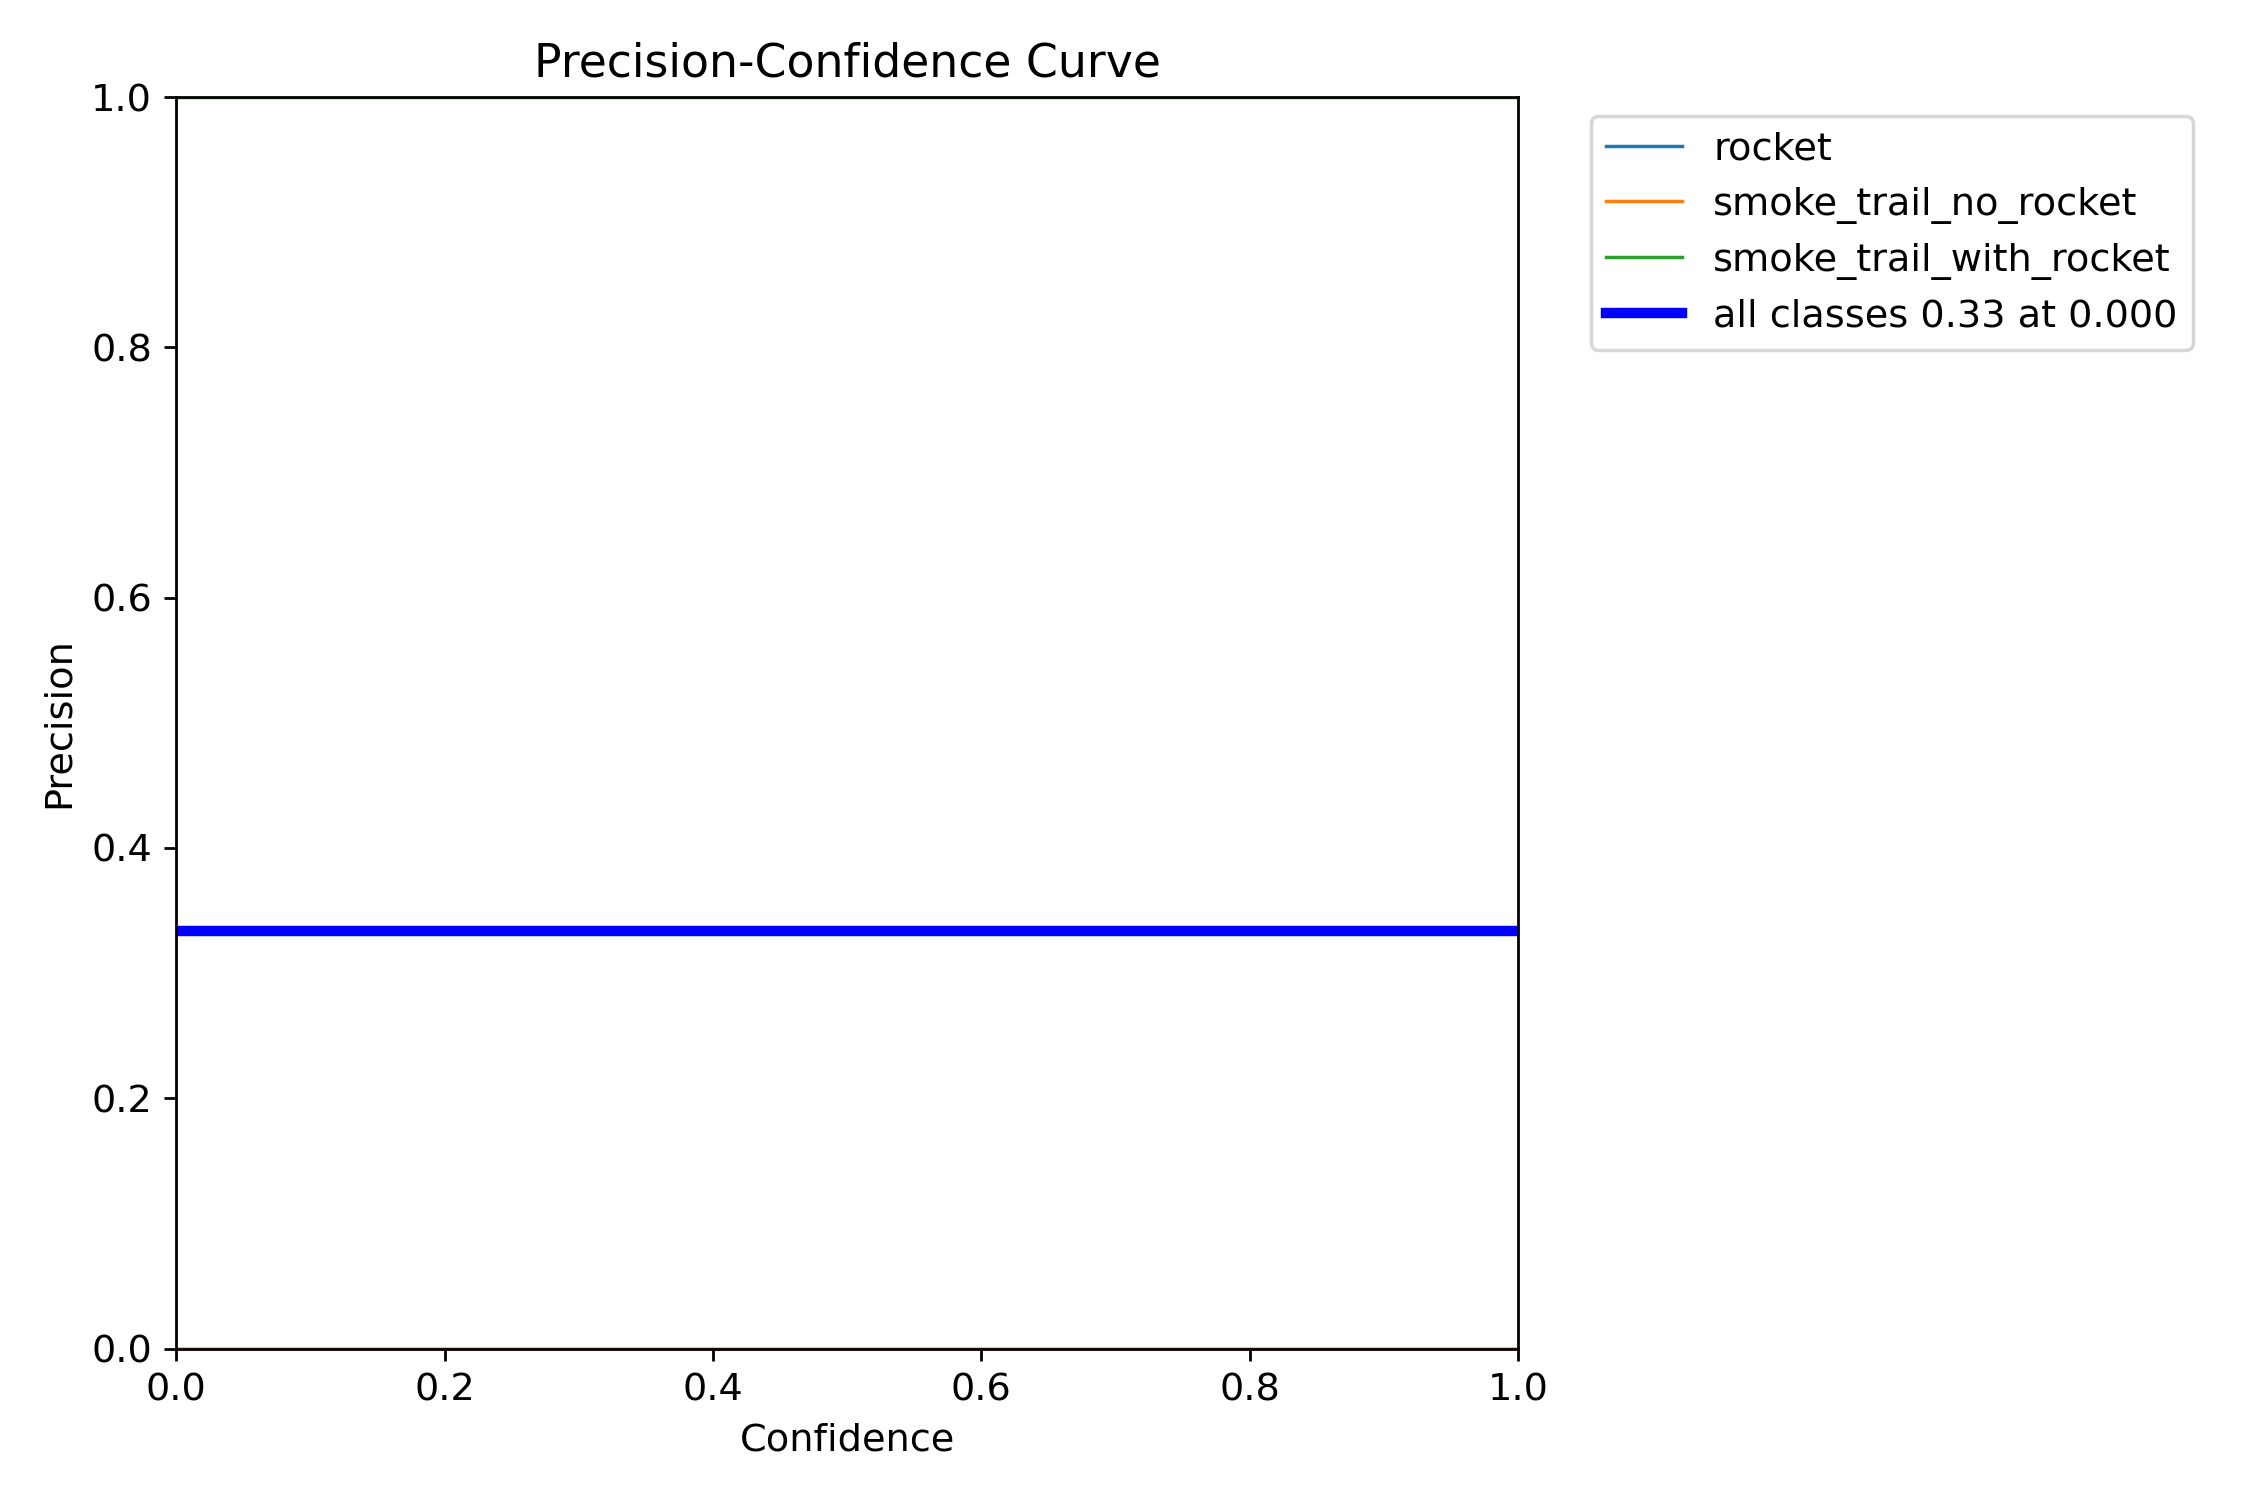 Precision-Confidence Curve
1.0
0.8
0.6
0.4
0.2
0.0
Precision
0.0 0.2 0.4 0.6 0.8 1.0
Confidence
rocket
smoke_trail_no_rocket
smoke_trail_with_rocket
all classes 0.33 at 0.000